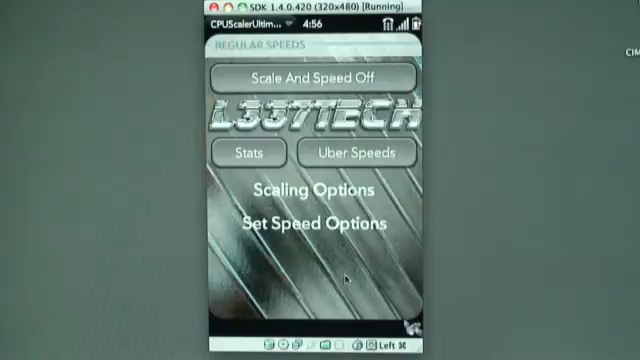 SDK 1.4.0.420 (320x480) [Running]
CPUScalerUltim... 4:56
REGULAR SPEEDS
Scale And Speed Off
L337TECH
Stats Uber Speeds
Scaling Options
Set Speed Options
Left ⌘
CIM